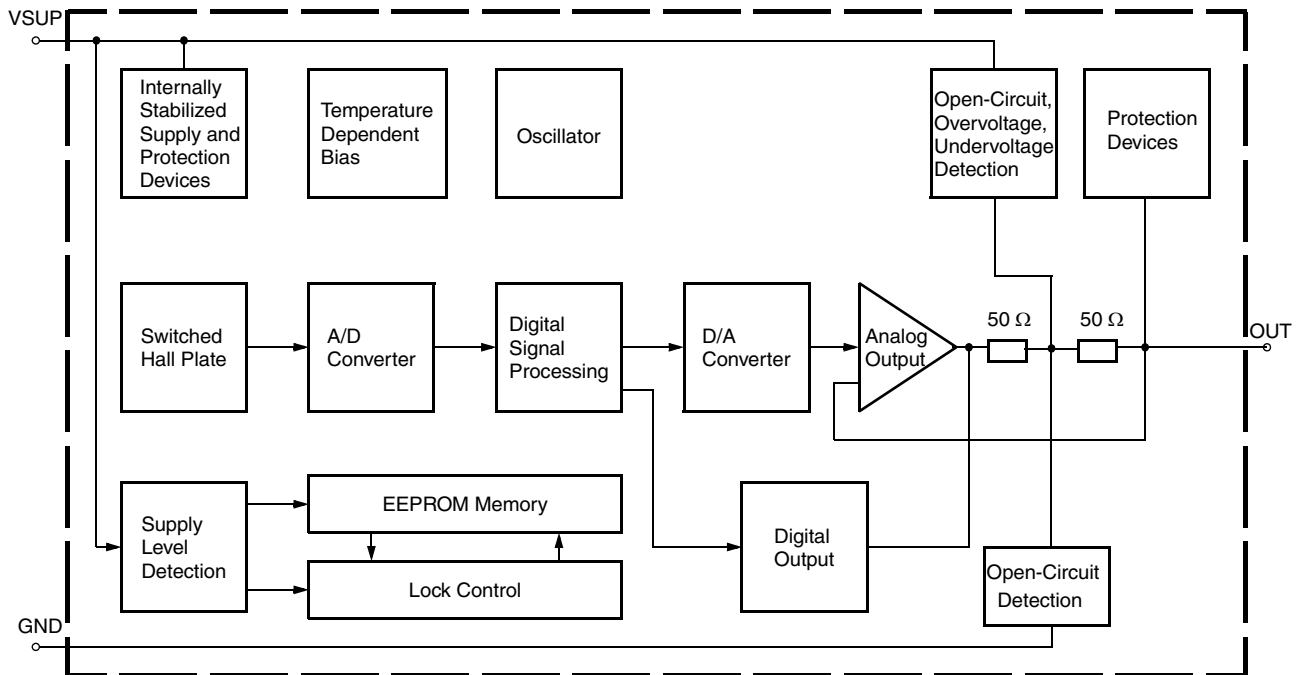 VSUP
Internally
Stabilized
Supply and
Protection
Devices
Temperature
Dependent
Bias
Oscillator
Open-Circuit,
Overvoltage,
Undervoltage
Detection
Protection
Devices
Switched
Hall Plate
A/D
Converter
Digital
Signal
Processing
D/A
Converter
Analog
Output
50 Ω
50 Ω
OUT
Supply
Level
Detection
EEPROM Memory
Lock Control
Digital
Output
Open-Circuit
Detection
GND